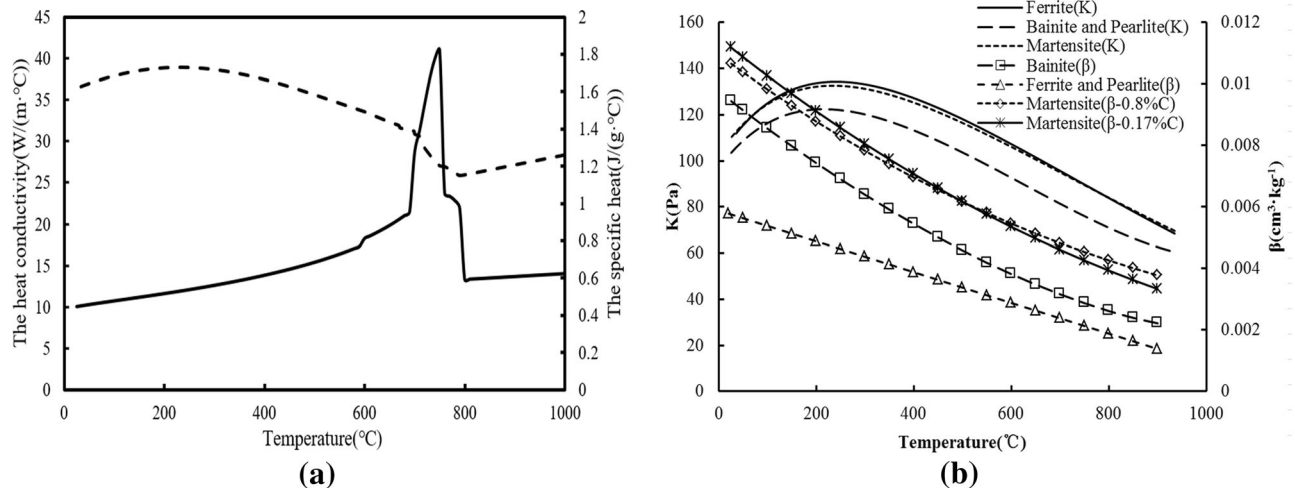 45
40
35
30
25
20
15
10
5
0
The heat conductivity(W/(m·°C))
2
1.8
1.6
1.4
1.2
1
0.8
0.6
0.4
0.2
0
The specific heat(J/(g·°C))
0 200 400 600 800 1000
Temperature(°C)
(a)
160
140
120
100
80
60
40
20
0
K(Pa)
Ferrite(K)
Bainite and Pearlite(K)
Martensite(K)
Bainite(β)
Ferrite and Pearlite(β)
Martensite(β-0.8%C)
Martensite(β-0.17%C)
0.012
0.01
0.008
0.006
0.004
0.002
0
β(cm³·kg⁻¹)
0 200 400 600 800 1000
Temperature(℃)
(b)